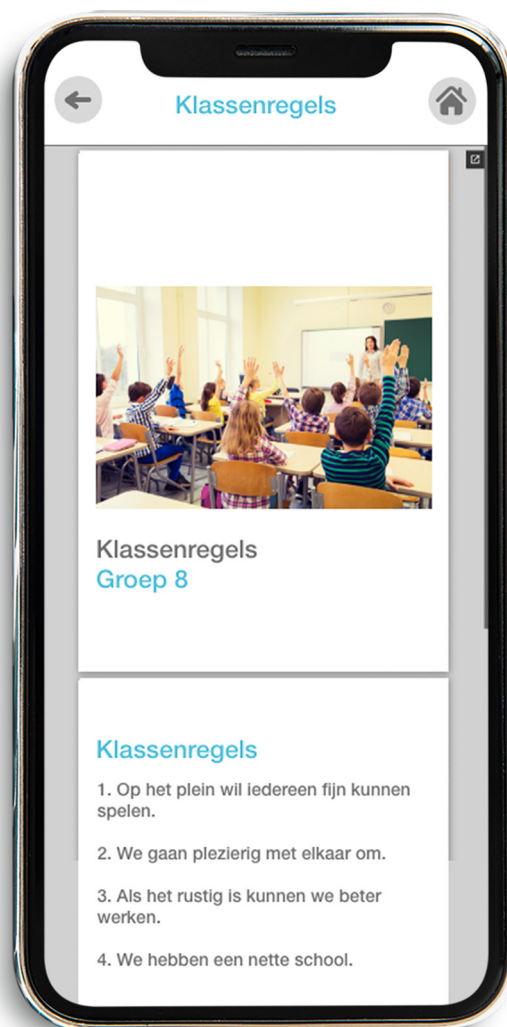 Klassenregels
Klassenregels
Groep 8
Klassenregels
1. Op het plein wil iedereen fijn kunnen
spelen.
2. We gaan plezierig met elkaar om.
3. Als het rustig is kunnen we beter
werken.
4. We hebben een nette school.